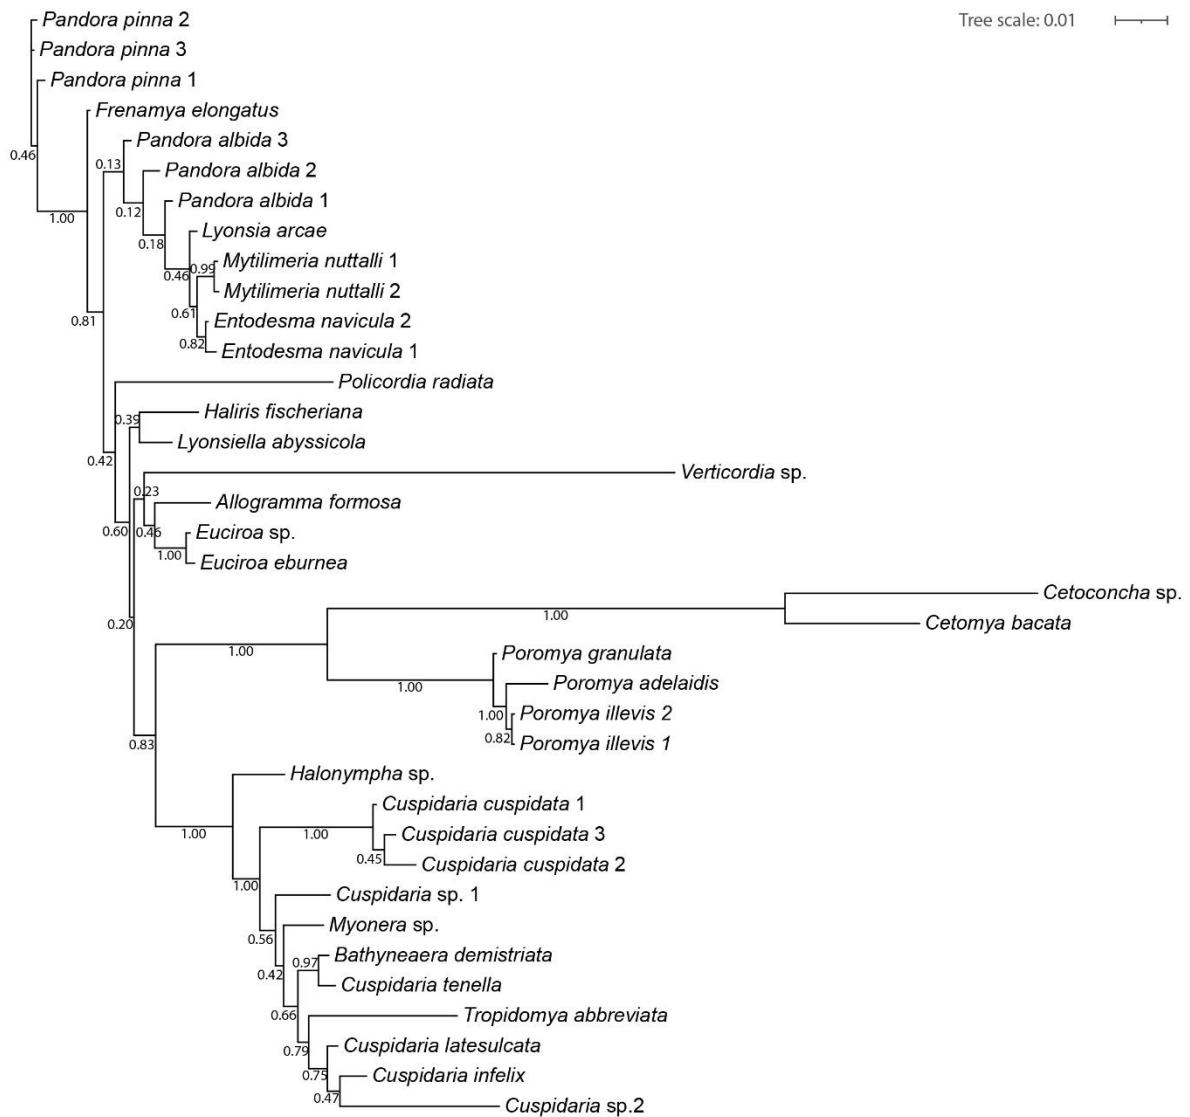 Pandora pinna 2
Tree scale: 0.01
Pandora pinna 3
Pandora pinna 1
Frenamya elongatus
Pandora albida 3
0.46
0.13
Pandora albida 2
Pandora albida 1
0.12
1.00
Lyonsia arcae
0.18
Mytilimeria nuttalli 1
0.46
0.99
Mytilimeria nuttalli 2
0.61
Entodesma navicula 2
0.81
0.82
Entodesma navicula 1
Policordia radiata
Haliris fischeriana
0.39
Lyonsiella abyssicola
0.42
Verticordia sp.
0.23
Allogramma formosa
0.60
0.46
Euciroa sp.
1.00
Euciroa eburnea
Cetoconcha sp.
1.00
Cetomya bacata
0.20
1.00
Poromya granulata
Poromya adelaidis
1.00
Poromya illevis 2
1.00
0.82
Poromya illevis 1
0.83
Halonympha sp.
Cuspidaria cuspidata 1
1.00
1.00
Cuspidaria cuspidata 3
0.45
Cuspidaria cuspidata 2
1.00
Cuspidaria sp. 1
Myonera sp.
0.56
Bathyneaera demistriata
0.97
0.42
Cuspidaria tenella
0.66
Tropidomya abbreviata
Cuspidaria latesulcata
0.79
Cuspidaria infelix
0.75
0.47
Cuspidaria sp.2